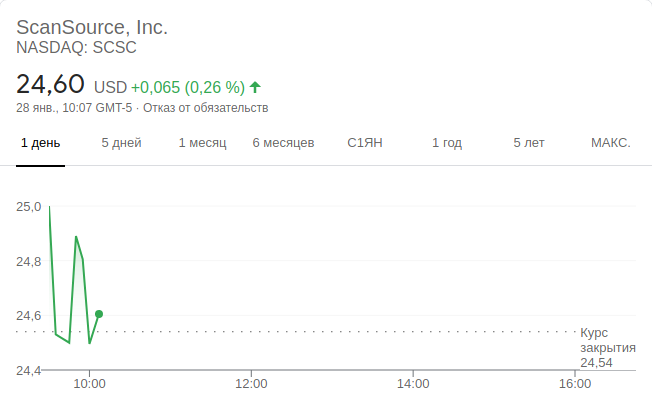 ScanSource, Inc.
NASDAQ: SCSC
24,60 USD +0,065 (0,26 %)
28 янв., 10:07 GMT-5 · Отказ от обязательств
1 день 5 дней 1 месяц 6 месяцев С1ЯН 1 год 5 лет МАКС.
25,0
24,8
24,6
Курс
закрытия
24,54
24,4
10:00 12:00 14:00 16:00